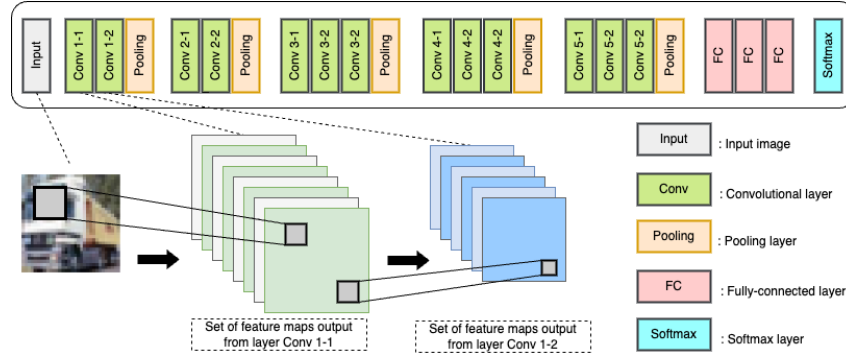 Input
Conv 1-1
Conv 1-2
Pooling
Conv 2-1
Conv 2-2
Pooling
Conv 3-1
Conv 3-2
Conv 3-2
Pooling
Conv 4-1
Conv 4-2
Conv 4-2
Pooling
Conv 5-1
Conv 5-2
Conv 5-2
Pooling
FC
FC
FC
Softmax
Input
: Input image
Conv
: Convolutional layer
Pooling
: Pooling layer
FC
: Fully-connected layer
Softmax
: Softmax layer
Set of feature maps output
from layer Conv 1-1
Set of feature maps output
from layer Conv 1-2